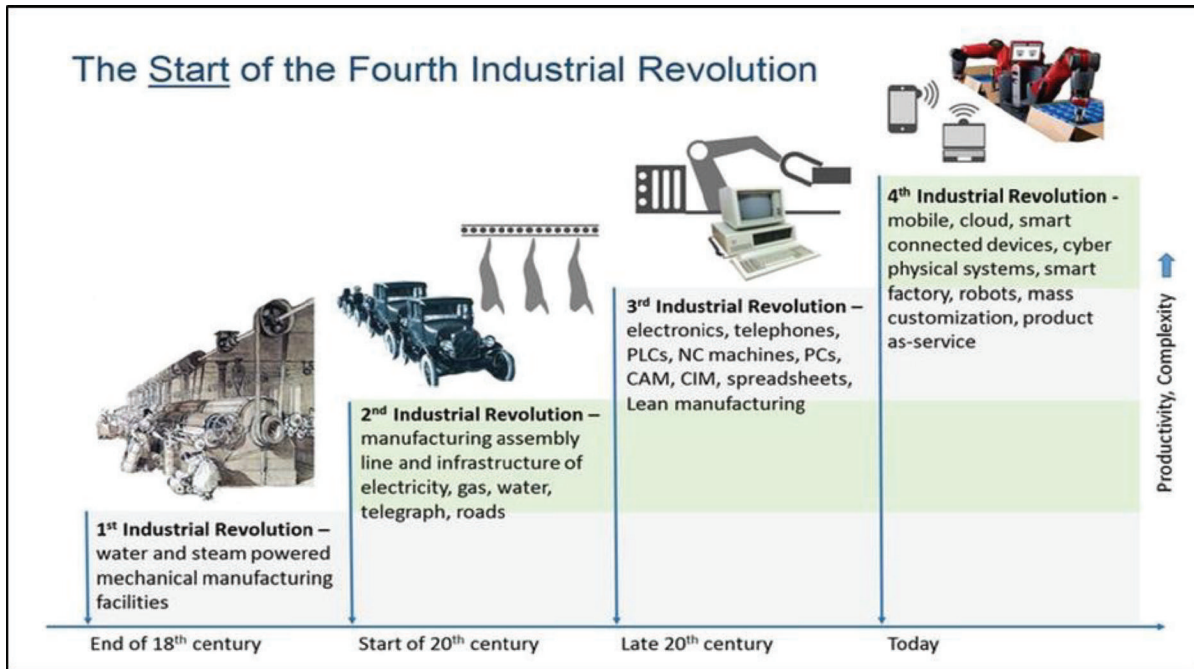 The Start of the Fourth Industrial Revolution
4th Industrial Revolution -
mobile, cloud, smart
connected devices, cyber
physical systems, smart
factory, robots, mass
customization, product
as-service
3rd Industrial Revolution –
electronics, telephones,
PLCs, NC machines, PCs,
CAM, CIM, spreadsheets,
Lean manufacturing
2nd Industrial Revolution –
manufacturing assembly
line and infrastructure of
electricity, gas, water,
telegraph, roads
1st Industrial Revolution –
water and steam powered
mechanical manufacturing
facilities
Productivity, Complexity
End of 18th century
Start of 20th century
Late 20th century
Today